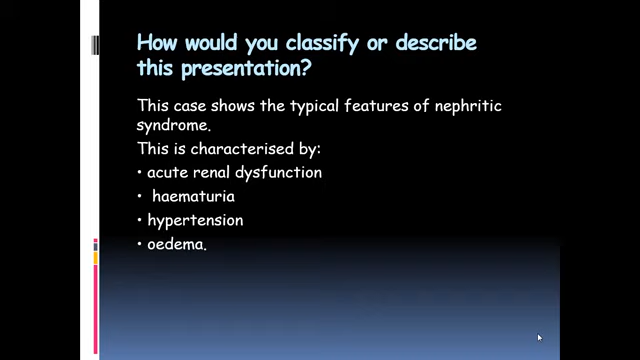 How would you classify or describe
this presentation?
This case shows the typical features of nephritic
syndrome.
This is characterised by:
• acute renal dysfunction
• haematuria
• hypertension
• oedema.